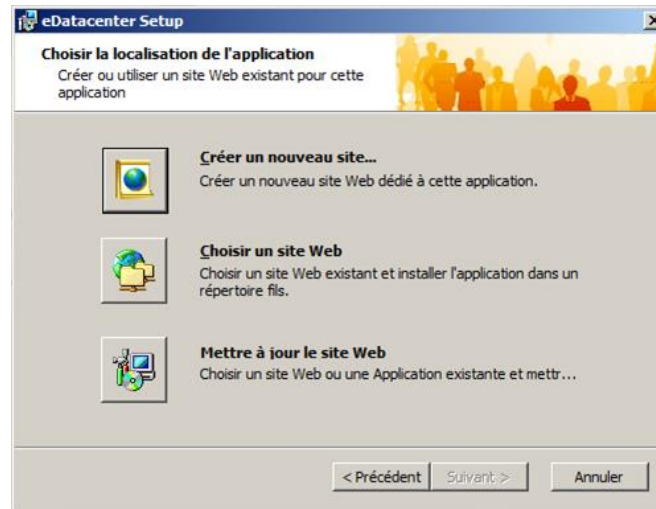 eDatacenter Setup
Choisir la localisation de l'application
Créer ou utiliser un site Web existant pour cette
application
Créer un nouveau site...
Créer un nouveau site Web dédié à cette application.
Choisir un site Web
Choisir un site Web existant et installer l'application dans un
répertoire fils.
Mettre à jour le site Web
Choisir un site Web ou une Application existante et mettr...
< Précédent Suivant > Annuler